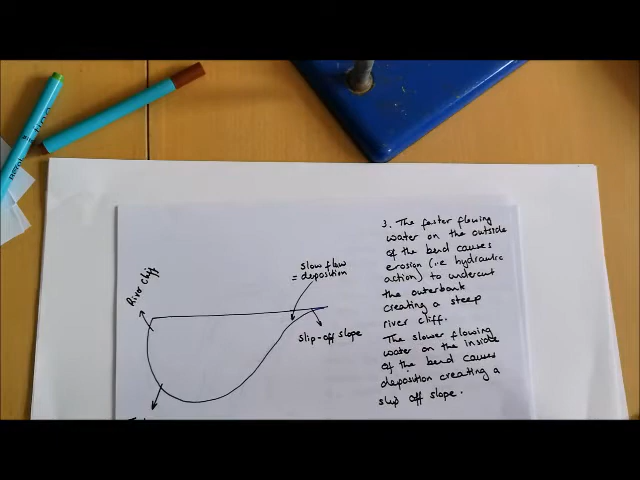 River Cliff
slow flow
= deposition
slip-off slope
3. The faster flowing
water on the outside
of the bend causes
erosion (i.e hydraulic
action) to undercut
the outerbank
creating a steep
river cliff.
The slower flowing
water on the inside
of the bend causes
deposition creating a
slip off slope.